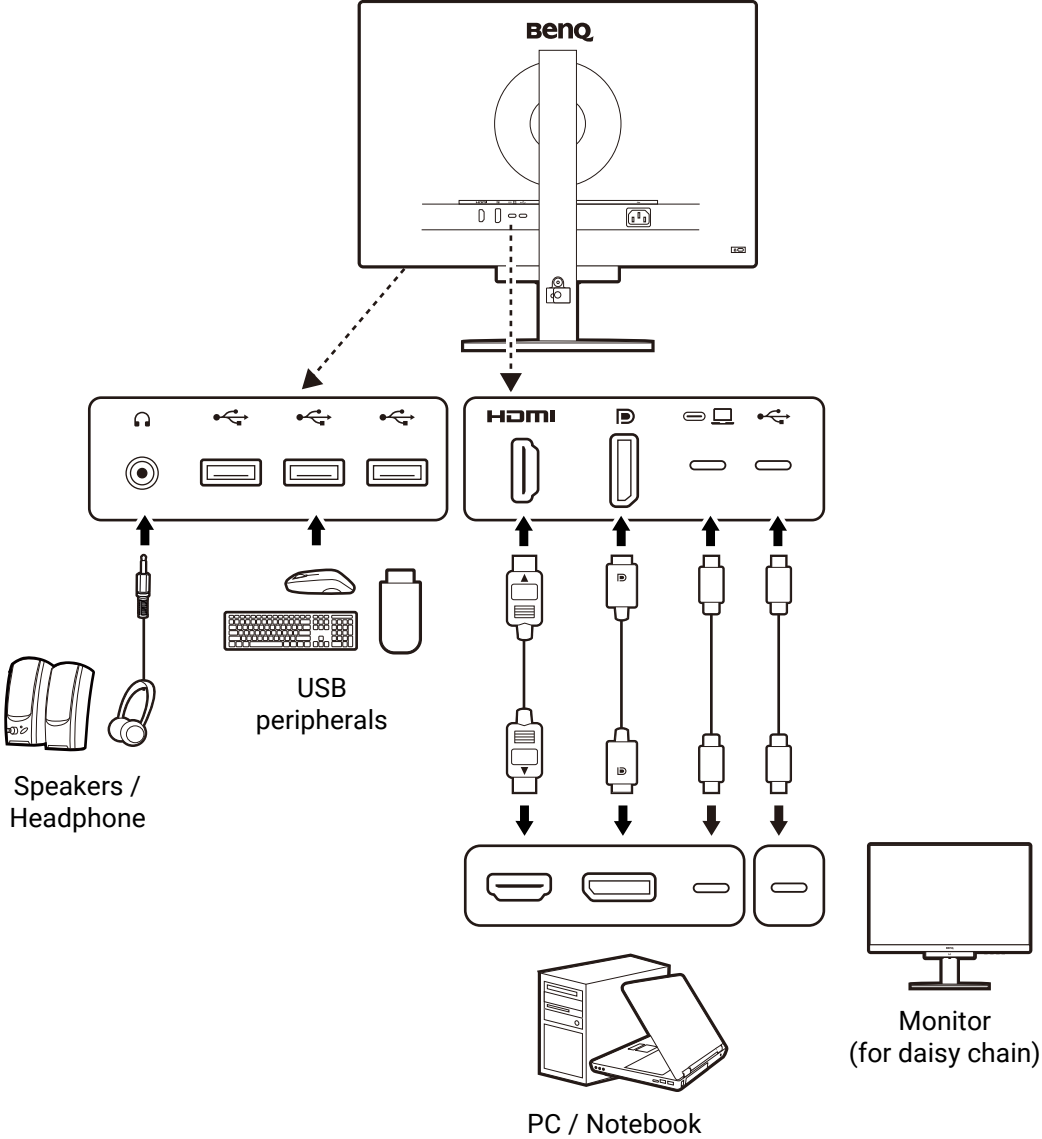 BenQ
HDMI
USB
peripherals
Speakers /
Headphone
Monitor
(for daisy chain)
PC / Notebook